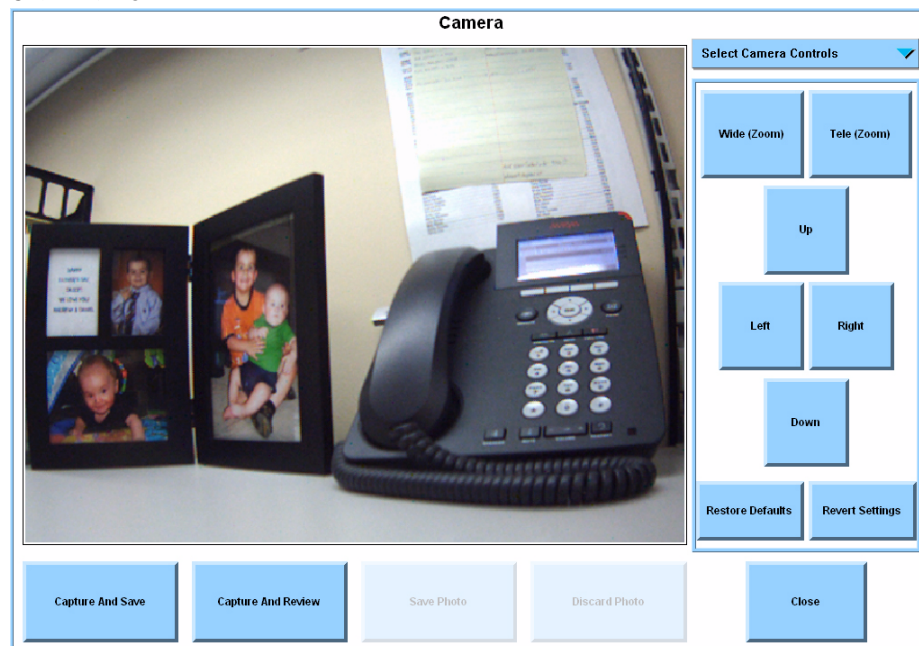 Camera
Select Camera Controls
Wide (Zoom)
Tele (Zoom)
Up
Left
Right
Down
Restore Defaults
Revert Settings
Capture And Save
Capture And Review
Save Photo
Discard Photo
Close